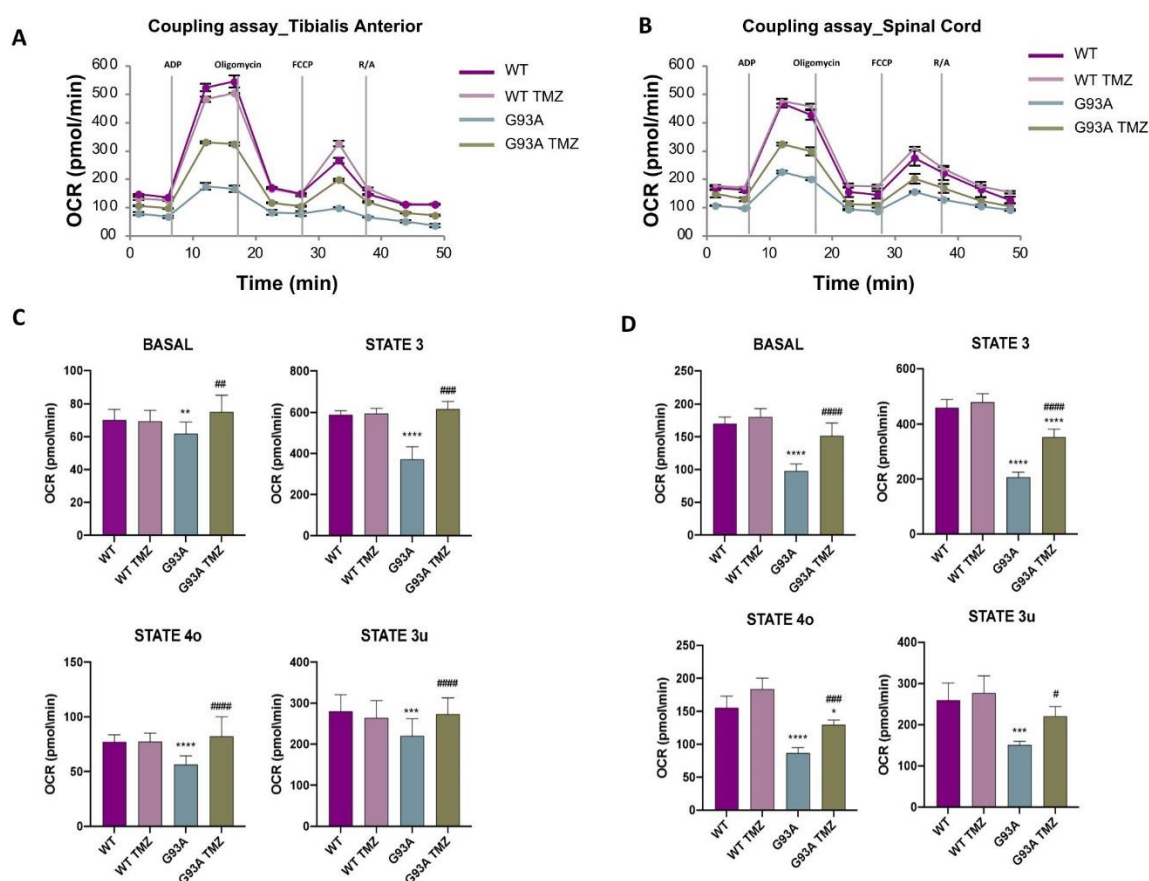 A
Coupling assay_Tibialis Anterior
ADP
Oligomycin
FCCP
R/A
600
500
400
300
200
100
00
OCR (pmol/min)
0 10 20 30 40 50
Time (min)
WT
WT TMZ
G93A
G93A TMZ
B
Coupling assay_Spinal Cord
ADP
Oligomycin
FCCP
R/A
600
500
400
300
200
100
00
OCR (pmol/min)
0 10 20 30 40 50
Time (min)
WT
WT TMZ
G93A
G93A TMZ
C
BASAL
100
80
60
40
20
0
OCR (pmol\min)
**
##
WT
WT TMZ
G93A
G93A TMZ
STATE 3
800
600
400
200
0
OCR (pmol\min)
****
###
WT
WT TMZ
G93A
G93A TMZ
STATE 4o
150
100
50
0
OCR (pmol\min)
****
####
WT
WT TMZ
G93A
G93A TMZ
STATE 3u
400
300
200
100
0
OCR (pmol\min)
***
####
WT
WT TMZ
G93A
G93A TMZ
D
BASAL
250
200
150
100
50
0
OCR (pmol\min)
****
####
WT
WT TMZ
G93A
G93A TMZ
STATE 3
600
400
200
0
OCR (pmol\min)
****
####
****
WT
WT TMZ
G93A
G93A TMZ
STATE 4o
250
200
150
100
50
0
OCR (pmol\min)
****
###
*
WT
WT TMZ
G93A
G93A TMZ
STATE 3u
400
300
200
100
0
OCR (pmol\min)
***
#
WT
WT TMZ
G93A
G93A TMZ